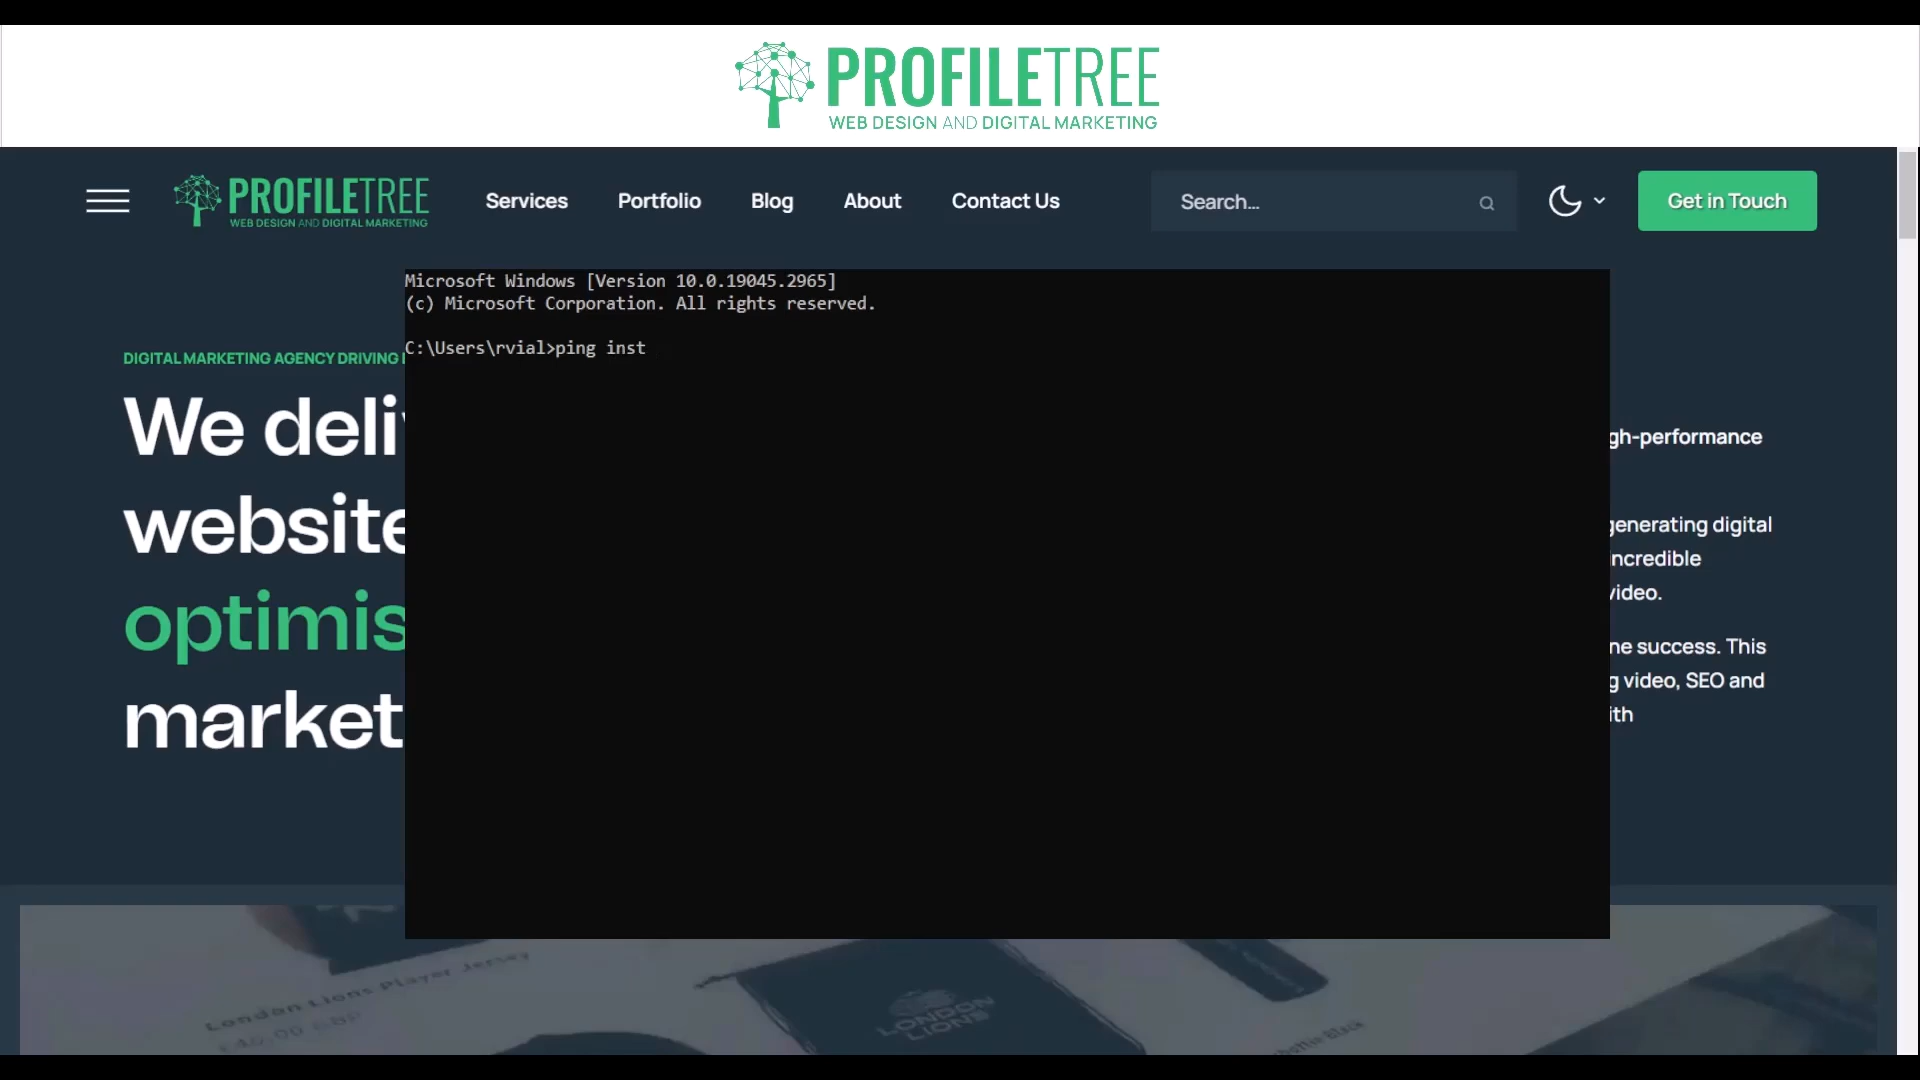 PROFILETREE
WEB DESIGN AND DIGITAL MARKETING
PROFILETREE
WEB DESIGN AND DIGITAL MARKETING
Services
Portfolio
Blog
About
Contact Us
Search...
Get in Touch
Microsoft Windows [Version 10.0.19045.2965]
(c) Microsoft Corporation. All rights reserved.
C:\Users\rvial>ping inst
DIGITAL MARKETING AGENCY DRIVING
We deli
website
optimis
market
gh-performance
generating digital
incredible
video.
ne success. This
g video, SEO and
ith
London Lions Player Jersey
LONDON
LIONS